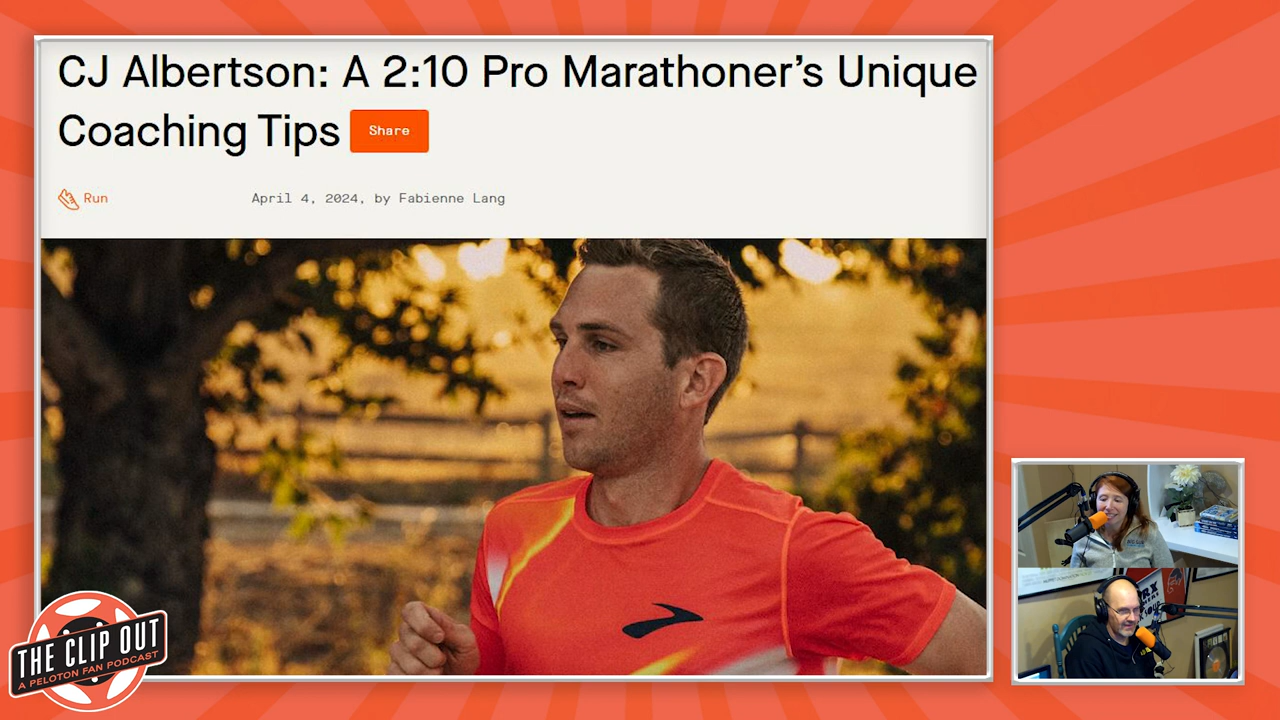 CJ Albertson: A 2:10 Pro Marathoner's Unique
Coaching Tips
Share
Run
April 4, 2024, by Fabienne Lang
THE CLIP OUT
A PELOTON FAN PODCAST